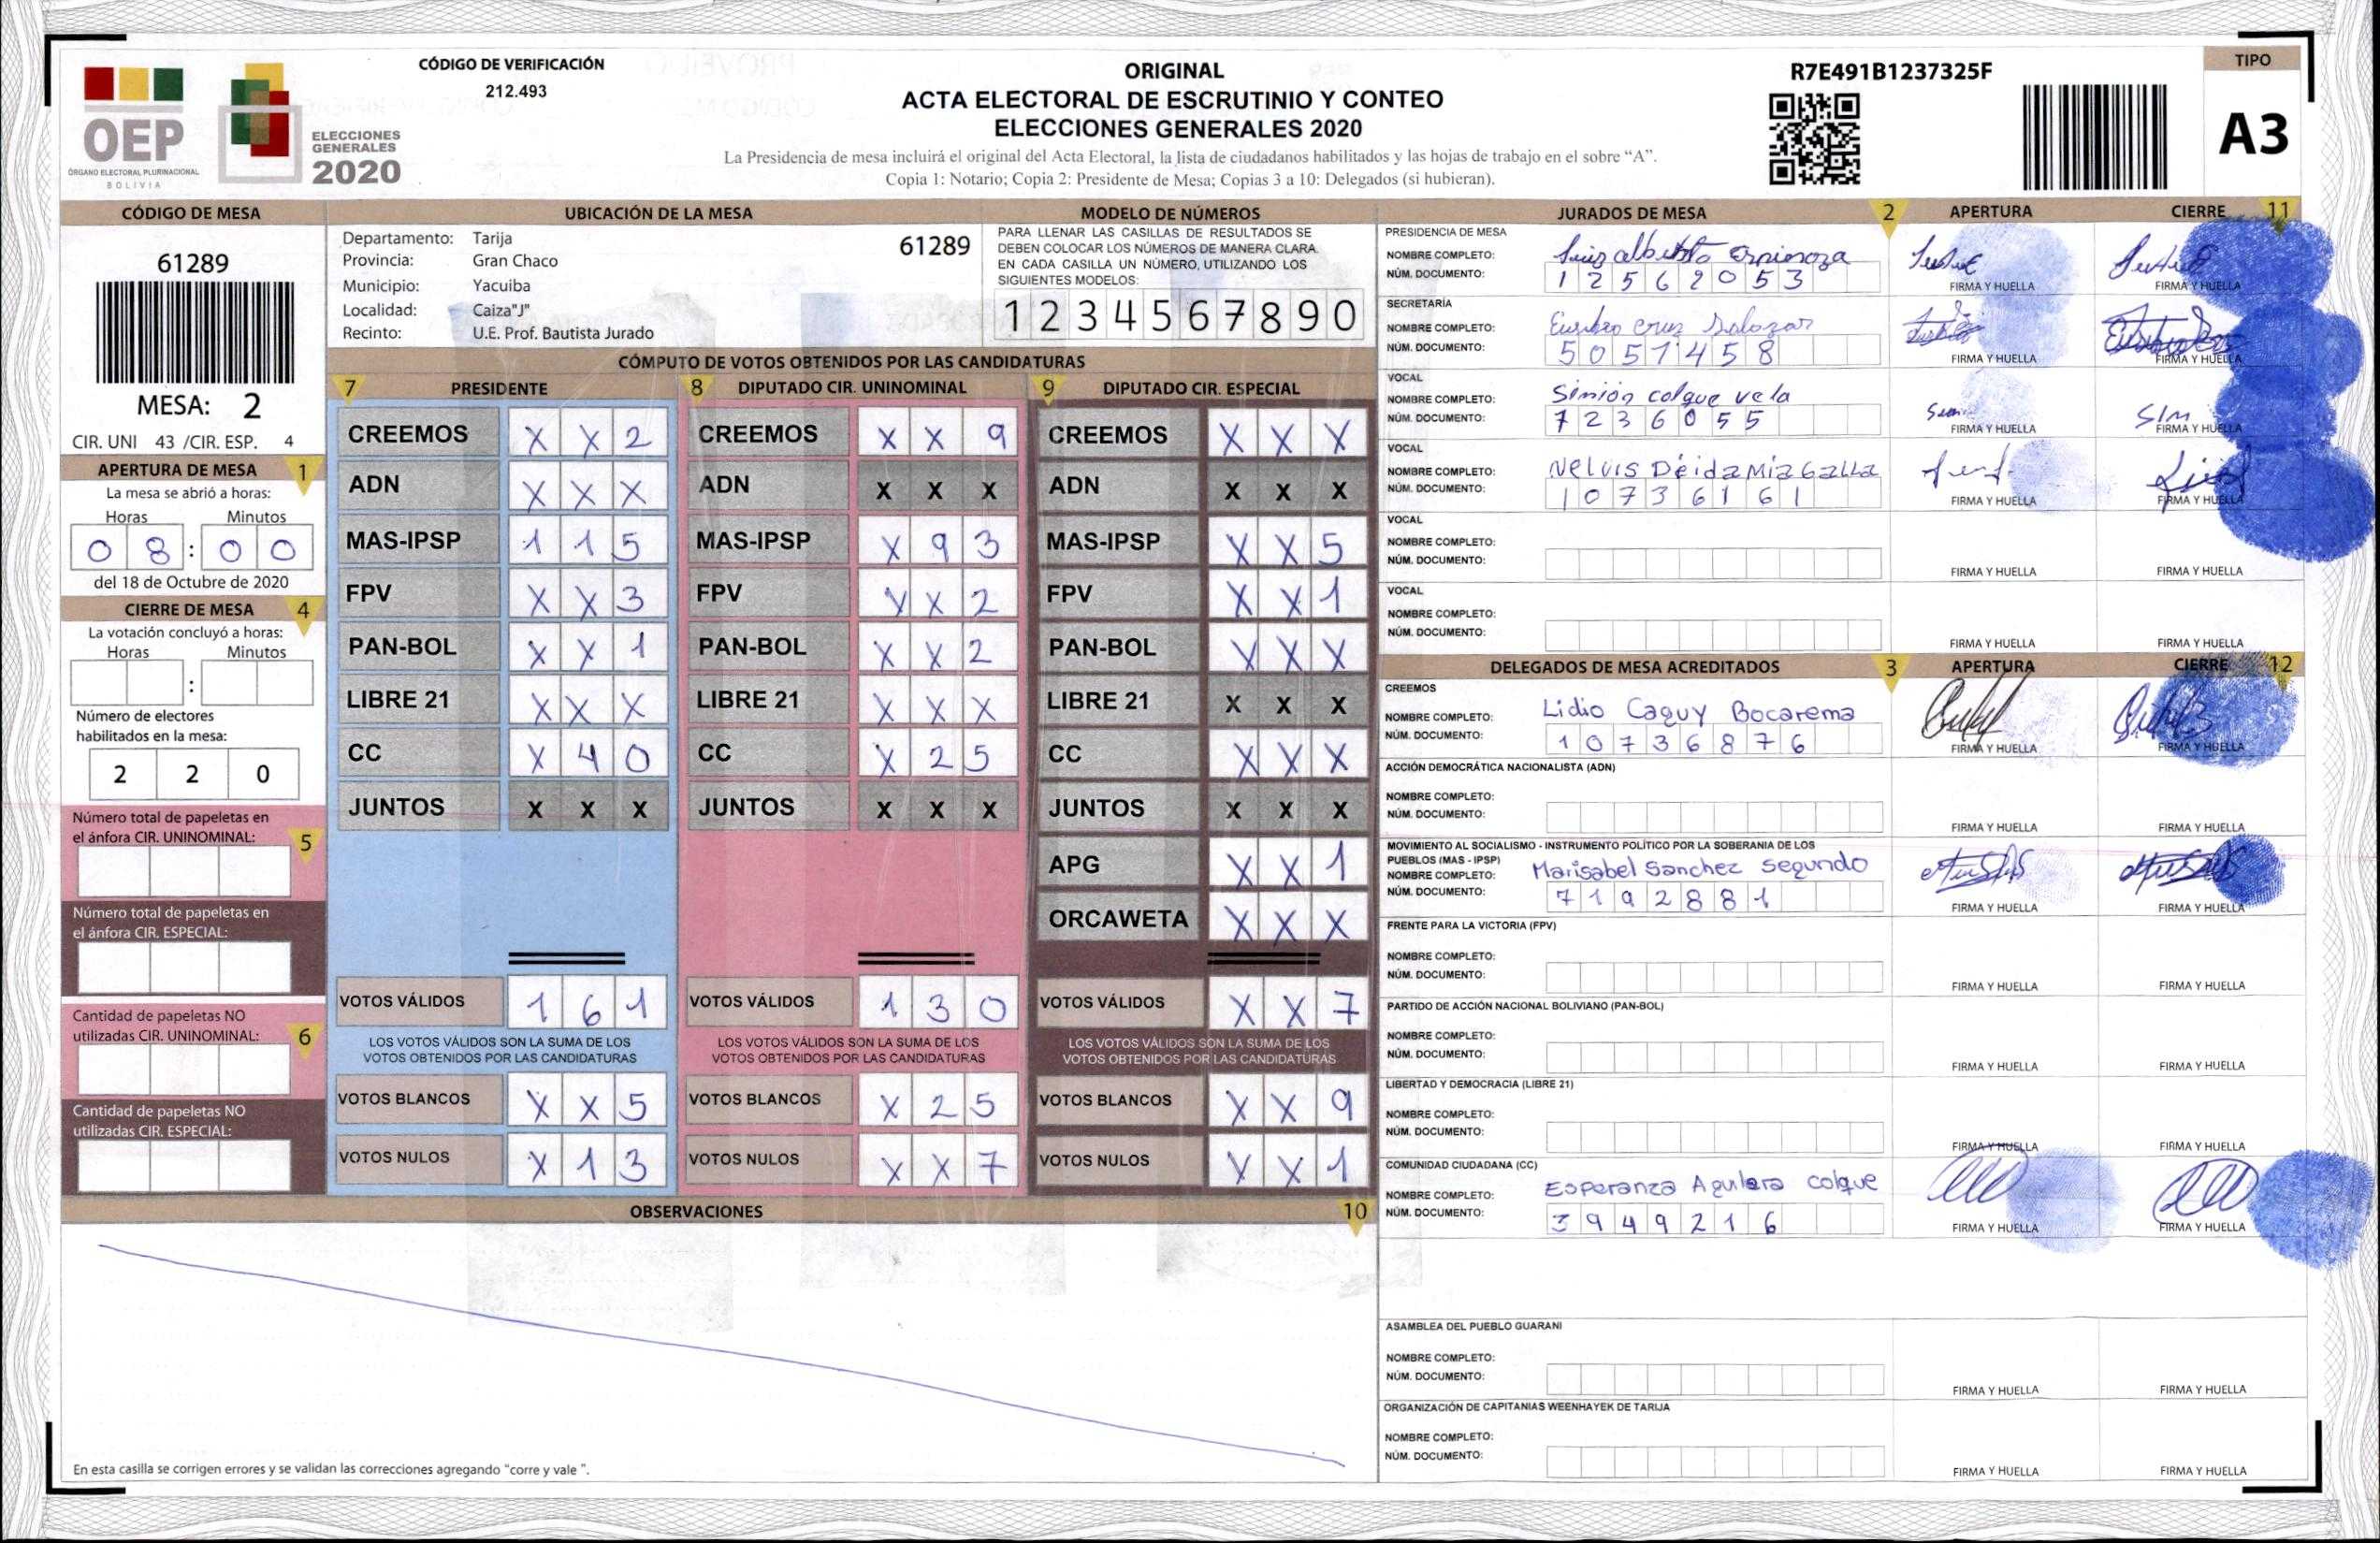 CÓDIGO DE VERIFICACIÓN
212.493
OEP
ÓRGANO ELECTORAL PLURINACIONAL
BOLIVIA
ELECCIONES
GENERALES
2020
ORIGINAL
ACTA ELECTORAL DE ESCRUTINIO Y CONTEO
ELECCIONES GENERALES 2020
La Presidencia de mesa incluirá el original del Acta Electoral, la lista de ciudadanos habilitados y las hojas de trabajo en el sobre “A”.
Copia 1: Notario; Copia 2: Presidente de Mesa; Copias 3 a 10: Delegados (si hubieran).
R7E491B1237325F
TIPO
A3
CÓDIGO DE MESA
61289
MESA: 2
CIR. UNI 43 /CIR. ESP. 4
APERTURA DE MESA 1
La mesa se abrió a horas:
Horas Minutos
0 8 : 0 0
del 18 de Octubre de 2020
CIERRE DE MESA 4
La votación concluyó a horas:
Horas Minutos
:
Número de electores
habilitados en la mesa:
2 2 0
Número total de papeletas en
el ánfora CIR. UNINOMINAL: 5
Número total de papeletas en
el ánfora CIR. ESPECIAL:
Cantidad de papeletas NO
utilizadas CIR. UNINOMINAL: 6
Cantidad de papeletas NO
utilizadas CIR. ESPECIAL:
UBICACIÓN DE LA MESA
Departamento: Tarija 61289
Provincia: Gran Chaco
Municipio: Yacuiba
Localidad: Caiza"J"
Recinto: U.E. Prof. Bautista Jurado
MODELO DE NÚMEROS
PARA LLENAR LAS CASILLAS DE RESULTADOS SE
DEBEN COLOCAR LOS NÚMEROS DE MANERA CLARA.
EN CADA CASILLA UN NÚMERO, UTILIZANDO LOS
SIGUIENTES MODELOS:
1 2 3 4 5 6 7 8 9 0
CÓMPUTO DE VOTOS OBTENIDOS POR LAS CANDIDATURAS
7 PRESIDENTE 8 DIPUTADO CIR. UNINOMINAL 9 DIPUTADO CIR. ESPECIAL
CREEMOS X X 2 CREEMOS X X 9 CREEMOS X X X
ADN X X X ADN X X X ADN X X X
MAS-IPSP 1 1 5 MAS-IPSP X 9 3 MAS-IPSP X X 5
FPV X X 3 FPV X X 2 FPV X X 1
PAN-BOL X X 1 PAN-BOL X X 2 PAN-BOL X X X
LIBRE 21 X X X LIBRE 21 X X X LIBRE 21 X X X
CC X 4 0 CC X 2 5 CC X X X
JUNTOS X X X JUNTOS X X X JUNTOS X X X
APG X X 1
ORCAWETA X X X
VOTOS VÁLIDOS 1 6 1 VOTOS VÁLIDOS 1 3 0 VOTOS VÁLIDOS X X 7
LOS VOTOS VÁLIDOS SON LA SUMA DE LOS LOS VOTOS VÁLIDOS SON LA SUMA DE LOS LOS VOTOS VÁLIDOS SON LA SUMA DE LOS
VOTOS OBTENIDOS POR LAS CANDIDATURAS VOTOS OBTENIDOS POR LAS CANDIDATURAS VOTOS OBTENIDOS POR LAS CANDIDATURAS
VOTOS BLANCOS X X 5 VOTOS BLANCOS X 2 5 VOTOS BLANCOS X X 9
VOTOS NULOS X 1 3 VOTOS NULOS X X 7 VOTOS NULOS X X 1
OBSERVACIONES 10
En esta casilla se corrigen errores y se validan las correcciones agregando "corre y vale ".
JURADOS DE MESA 2 APERTURA CIERRE 11
PRESIDENCIA DE MESA
NOMBRE COMPLETO: Luis alberto Espinoza
NÚM. DOCUMENTO: 1 2 5 6 2 0 5 3
FIRMA Y HUELLA FIRMA Y HUELLA
SECRETARÍA
NOMBRE COMPLETO: Eusebio cruz Salazar
NÚM. DOCUMENTO: 5 0 5 1 4 5 8
FIRMA Y HUELLA FIRMA Y HUELLA
VOCAL
NOMBRE COMPLETO: Simión colque vela
NÚM. DOCUMENTO: 7 2 3 6 0 5 5
FIRMA Y HUELLA FIRMA Y HUELLA
VOCAL
NOMBRE COMPLETO: Nelvis Deidamia Galla
NÚM. DOCUMENTO: 1 0 7 3 6 1 6 1
FIRMA Y HUELLA FIRMA Y HUELLA
VOCAL
NOMBRE COMPLETO:
NÚM. DOCUMENTO:
FIRMA Y HUELLA FIRMA Y HUELLA
VOCAL
NOMBRE COMPLETO:
NÚM. DOCUMENTO:
FIRMA Y HUELLA FIRMA Y HUELLA
DELEGADOS DE MESA ACREDITADOS 3 APERTURA CIERRE 12
CREEMOS
NOMBRE COMPLETO: Lidio Caguy Bocarema
NÚM. DOCUMENTO: 1 0 7 3 6 8 7 6
FIRMA Y HUELLA FIRMA Y HUELLA
ACCIÓN DEMOCRÁTICA NACIONALISTA (ADN)
NOMBRE COMPLETO:
NÚM. DOCUMENTO:
FIRMA Y HUELLA FIRMA Y HUELLA
MOVIMIENTO AL SOCIALISMO - INSTRUMENTO POLÍTICO POR LA SOBERANIA DE LOS
PUEBLOS (MAS - IPSP)
NOMBRE COMPLETO: Marisabel Sanchez segundo
NÚM. DOCUMENTO: 7 1 9 2 8 8 1
FIRMA Y HUELLA FIRMA Y HUELLA
FRENTE PARA LA VICTORIA (FPV)
NOMBRE COMPLETO:
NÚM. DOCUMENTO:
FIRMA Y HUELLA FIRMA Y HUELLA
PARTIDO DE ACCIÓN NACIONAL BOLIVIANO (PAN-BOL)
NOMBRE COMPLETO:
NÚM. DOCUMENTO:
FIRMA Y HUELLA FIRMA Y HUELLA
LIBERTAD Y DEMOCRACIA (LIBRE 21)
NOMBRE COMPLETO:
NÚM. DOCUMENTO:
FIRMA Y HUELLA FIRMA Y HUELLA
COMUNIDAD CIUDADANA (CC)
NOMBRE COMPLETO: Esperanza Aguilera colque
NÚM. DOCUMENTO: 3 9 4 9 2 1 6
FIRMA Y HUELLA FIRMA Y HUELLA
ASAMBLEA DEL PUEBLO GUARANI
NOMBRE COMPLETO:
NÚM. DOCUMENTO:
FIRMA Y HUELLA FIRMA Y HUELLA
ORGANIZACIÓN DE CAPITANIAS WEENHAYEK DE TARIJA
NOMBRE COMPLETO:
NÚM. DOCUMENTO:
FIRMA Y HUELLA FIRMA Y HUELLA